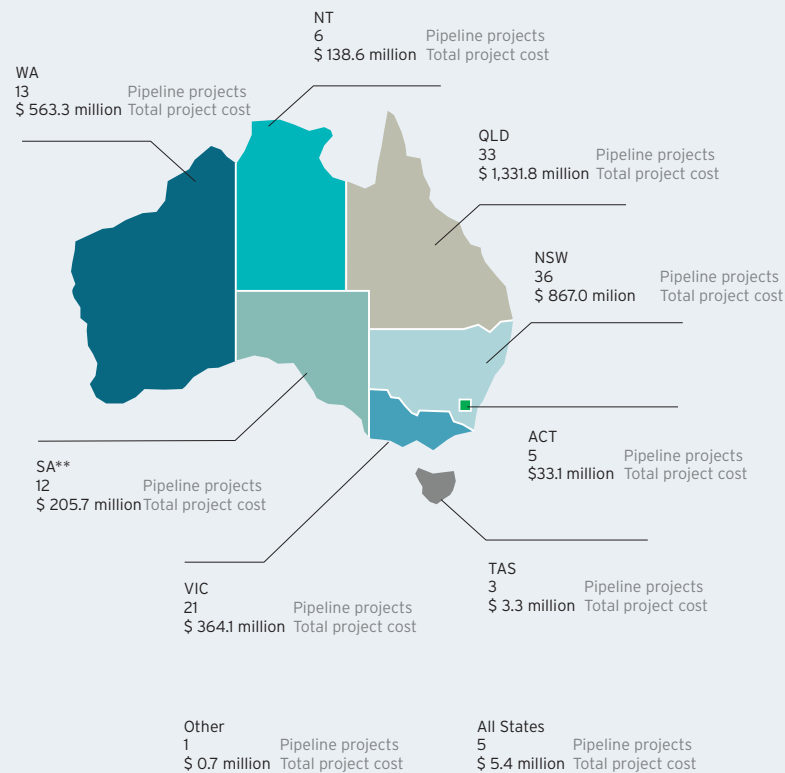 NT
6 Pipeline projects
$ 138.6 million Total project cost
WA
13 Pipeline projects
$ 563.3 million Total project cost
QLD
33 Pipeline projects
$ 1,331.8 million Total project cost
NSW
36 Pipeline projects
$ 867.0 milion Total project cost
ACT
5 Pipeline projects
$33.1 million Total project cost
SA**
12 Pipeline projects
$ 205.7 million Total project cost
TAS
3 Pipeline projects
$ 3.3 million Total project cost
VIC
21 Pipeline projects
$ 364.1 million Total project cost
Other
1 Pipeline projects
$ 0.7 million Total project cost
All States
5 Pipeline projects
$ 5.4 million Total project cost